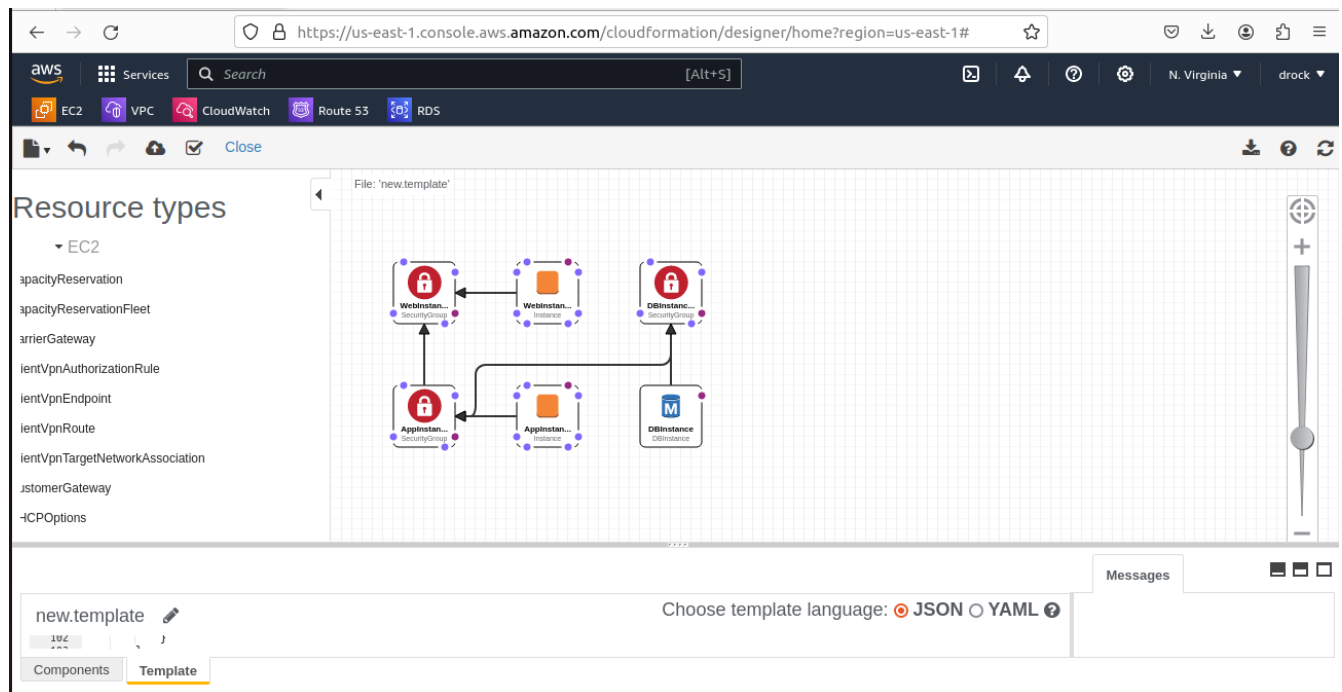 https://us-east-1.console.aws.amazon.com/cloudformation/designer/home?region=us-east-1#
aws Services Search [Alt+S] N. Virginia drock
EC2 VPC CloudWatch Route 53 RDS
Close
File: 'new.template'
Resource types
EC2
apacityReservation
apacityReservationFleet
arrierGateway
ientVpnAuthorizationRule
ientVpnEndpoint
ientVpnRoute
ientVpnTargetNetworkAssociation
ustomerGateway
HCPOptions
WebInstan...
SecurityGroup
WebInstan...
Instance
DBInstanc...
SecurityGroup
AppInstan...
SecurityGroup
AppInstan...
Instance
M
DBInstance
DBInstance
Messages
new.template
Choose template language: JSON YAML
102 }
Components Template